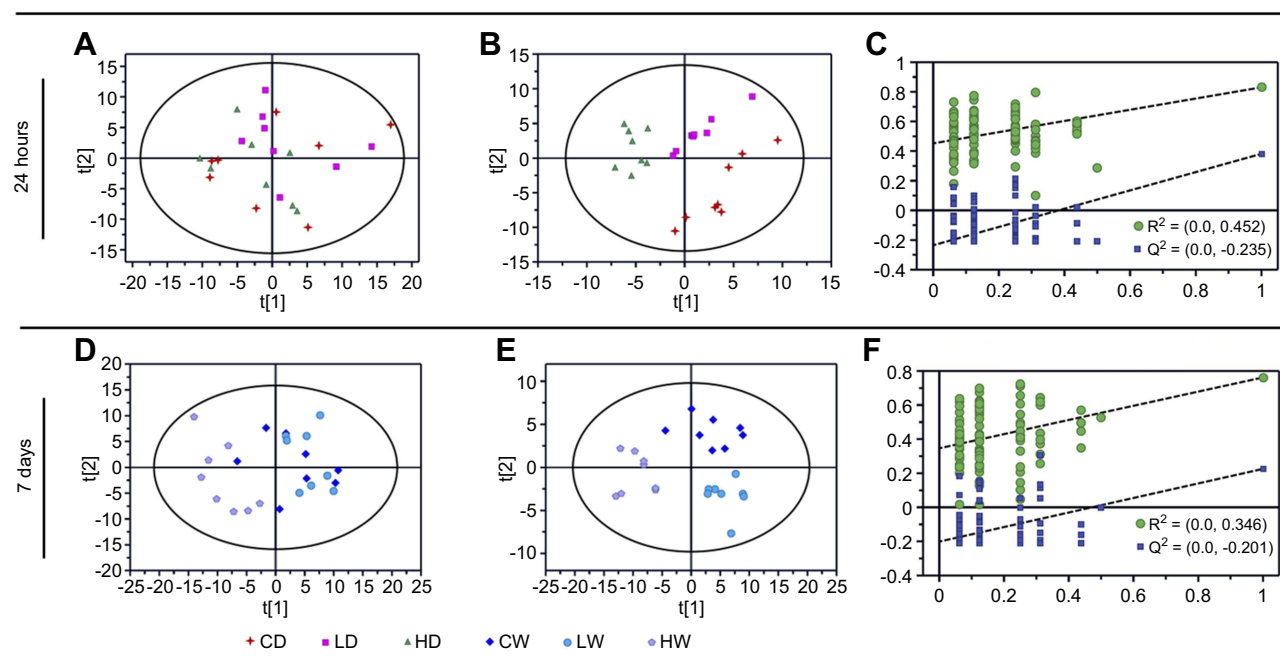 24 hours
A
t[2]
15
10
5
0
-5
-10
-15
-20 -15 -10 -5 0 5 10 15 20
t[1]
B
t[2]
15
10
5
0
-5
-10
-15
-15 -10 -5 0 5 10 15
t[1]
C
1
0.8
0.6
0.4
0.2
0
-0.2
-0.4
R² = (0.0, 0.452)
Q² = (0.0, -0.235)
0 0.2 0.4 0.6 0.8 1
7 days
D
t[2]
20
15
10
5
0
-5
-10
-15
-20
-25 -20 -15 -10 -5 0 5 10 15 20 25
t[1]
E
t[2]
10
5
0
-5
-10
-25 -20 -15 -10 -5 0 5 10 15 20 25
t[1]
F
0.8
0.6
0.4
0.2
0
-0.2
-0.4
R² = (0.0, 0.346)
Q² = (0.0, -0.201)
0 0.2 0.4 0.6 0.8 1
CD LD HD CW LW HW